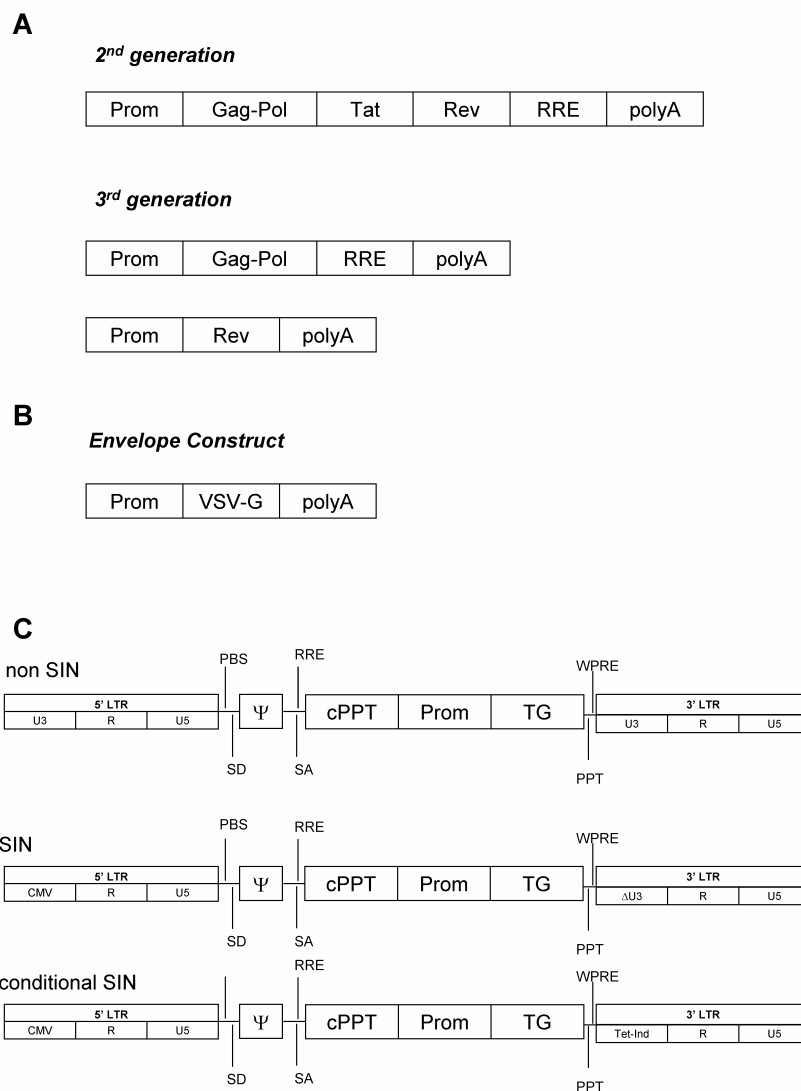 A
2nd generation
Prom Gag-Pol Tat Rev RRE polyA
3rd generation
Prom Gag-Pol RRE polyA
Prom Rev polyA
B
Envelope Construct
Prom VSV-G polyA
C
non SIN
PBS RRE WPRE
5' LTR Ψ cPPT Prom TG 3' LTR
U3 R U5 U3 R U5
SD SA PPT
SIN
PBS RRE WPRE
5' LTR Ψ cPPT Prom TG 3' LTR
CMV R U5 ΔU3 R U5
SD SA PPT
conditional SIN
RRE WPRE
5' LTR Ψ cPPT Prom TG 3' LTR
CMV R U5 Tet-Ind R U5
SD SA PPT